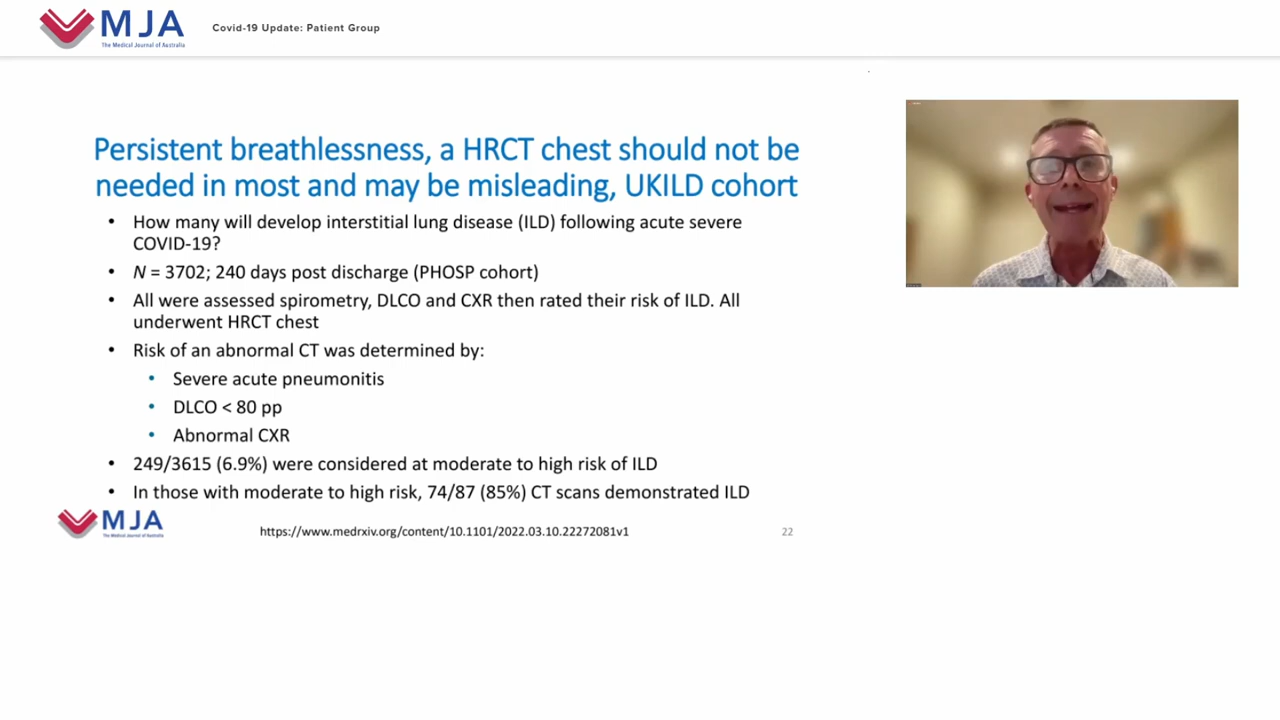 MJA
The Medical Journal of Australia
Covid-19 Update: Patient Group
Persistent breathlessness, a HRCT chest should not be
needed in most and may be misleading, UKILD cohort
• How many will develop interstitial lung disease (ILD) following acute severe
COVID-19?
• N = 3702; 240 days post discharge (PHOSP cohort)
• All were assessed spirometry, DLCO and CXR then rated their risk of ILD. All
underwent HRCT chest
• Risk of an abnormal CT was determined by:
• Severe acute pneumonitis
• DLCO < 80 pp
• Abnormal CXR
• 249/3615 (6.9%) were considered at moderate to high risk of ILD
• In those with moderate to high risk, 74/87 (85%) CT scans demonstrated ILD
MJA
The Medical Journal of Australia
https://www.medrxiv.org/content/10.1101/2022.03.10.22272081v1
22